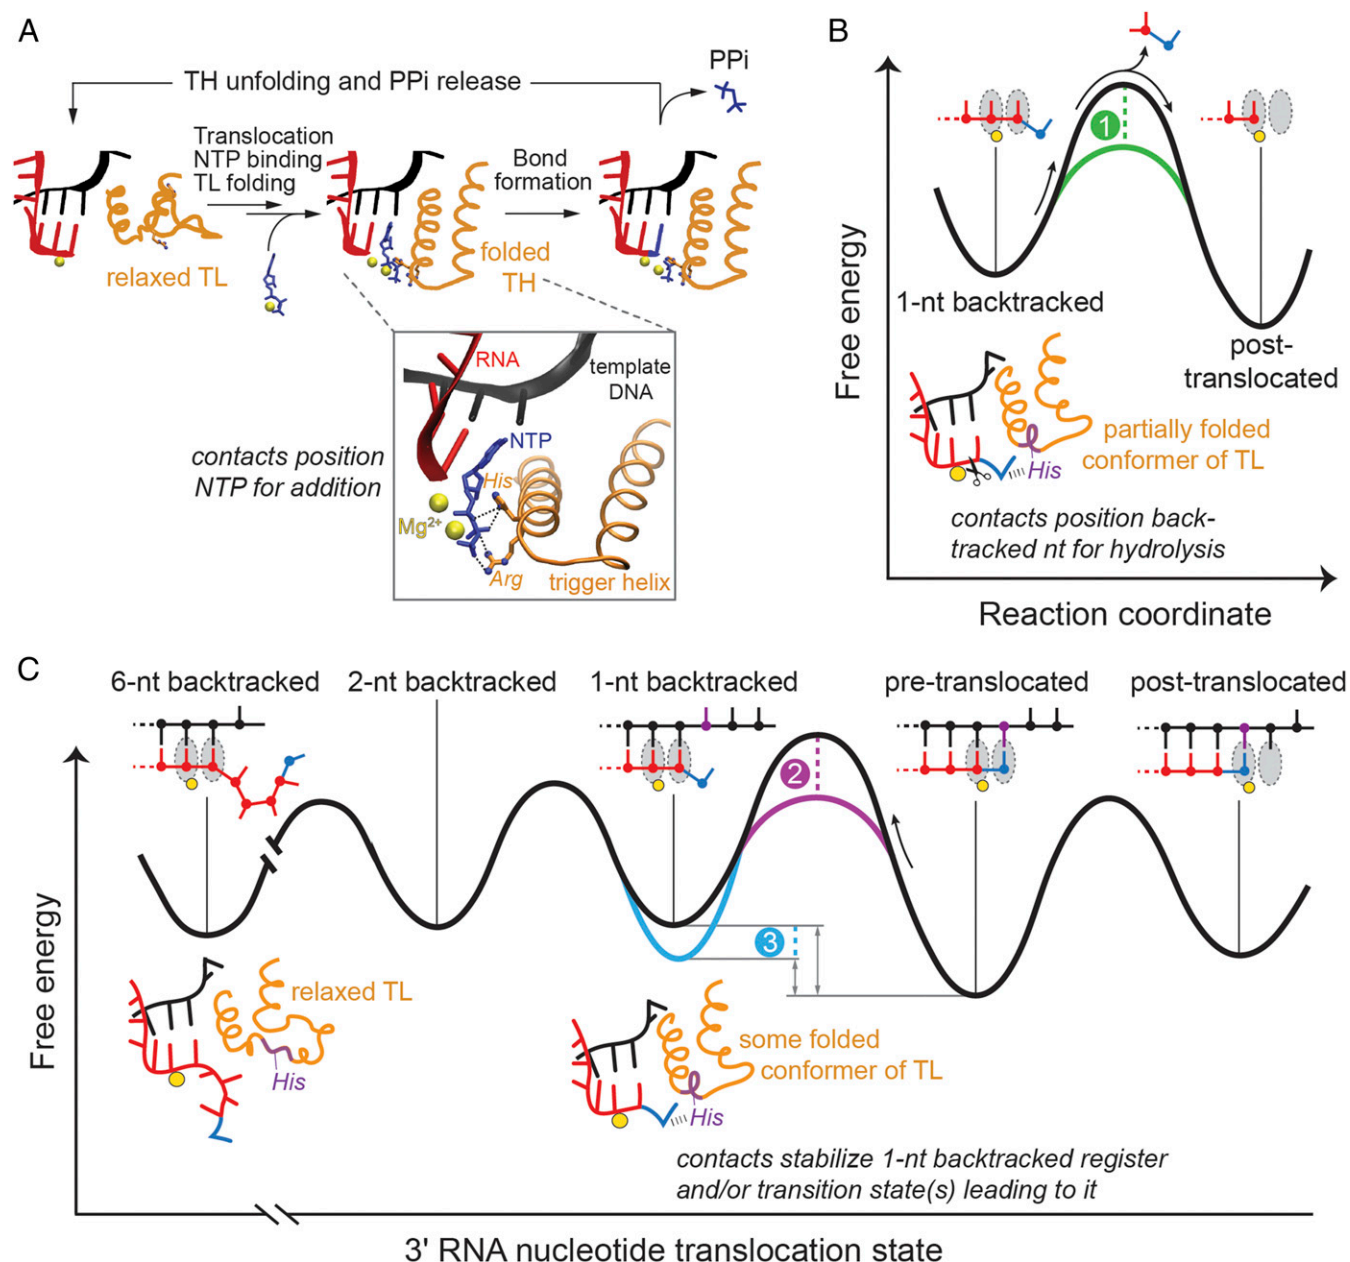 A
TH unfolding and PPi release
PPi
Translocation
NTP binding
TL folding
Bond
formation
relaxed TL
folded
TH
RNA
template
DNA
NTP
His
Mg2+
Arg
trigger helix
contacts position
NTP for addition
B
1
Free energy
1-nt backtracked
post-
translocated
partially folded
conformer of TL
His
contacts position back-
tracked nt for hydrolysis
Reaction coordinate
C
6-nt backtracked
2-nt backtracked
1-nt backtracked
pre-translocated
post-translocated
2
3
Free energy
relaxed TL
His
some folded
conformer of TL
His
contacts stabilize 1-nt backtracked register
and/or transition state(s) leading to it
3' RNA nucleotide translocation state